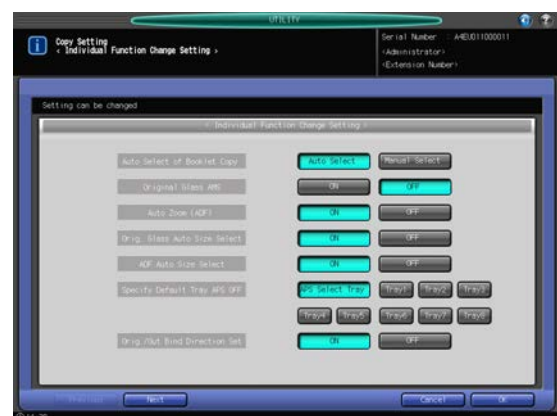 UTILITY
Copy Setting
< Individual Function Change Setting >
Serial Number : A4EU011000011
<Administrator>
<Extension Number>
Setting can be changed
< Individual Function Change Setting >
Auto Select of Booklet Copy Auto Select Manual Select
Original Glass AMS ON OFF
Auto Zoom (ADF) ON OFF
Orig. Glass Auto Size Select ON OFF
ADF Auto Size Select ON OFF
Specify Default Tray APS OFF APS Select Tray Tray1 Tray2 Tray3
Tray4 Tray5 Tray6 Tray7 Tray8
Orig./Out Bind Direction Set ON OFF
Previous Next Cancel OK